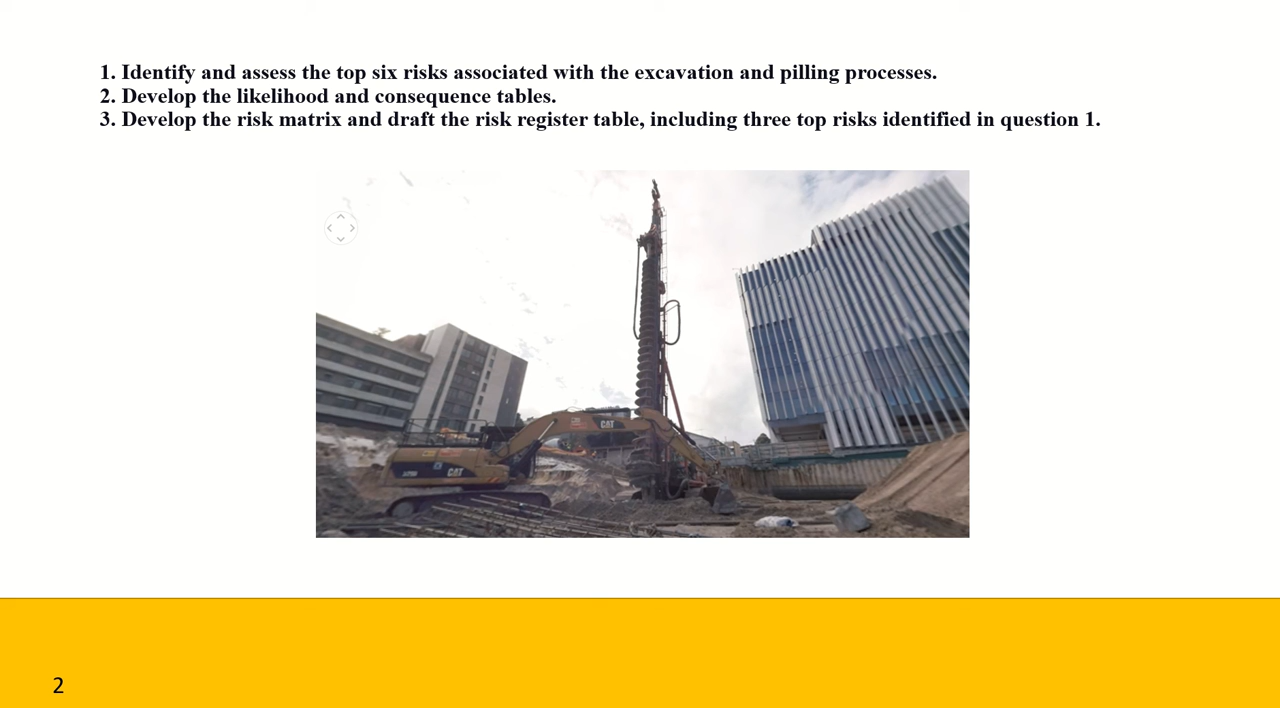 1. Identify and assess the top six risks associated with the excavation and pilling processes.
2. Develop the likelihood and consequence tables.
3. Develop the risk matrix and draft the risk register table, including three top risks identified in question 1.
CAT
CAT
2